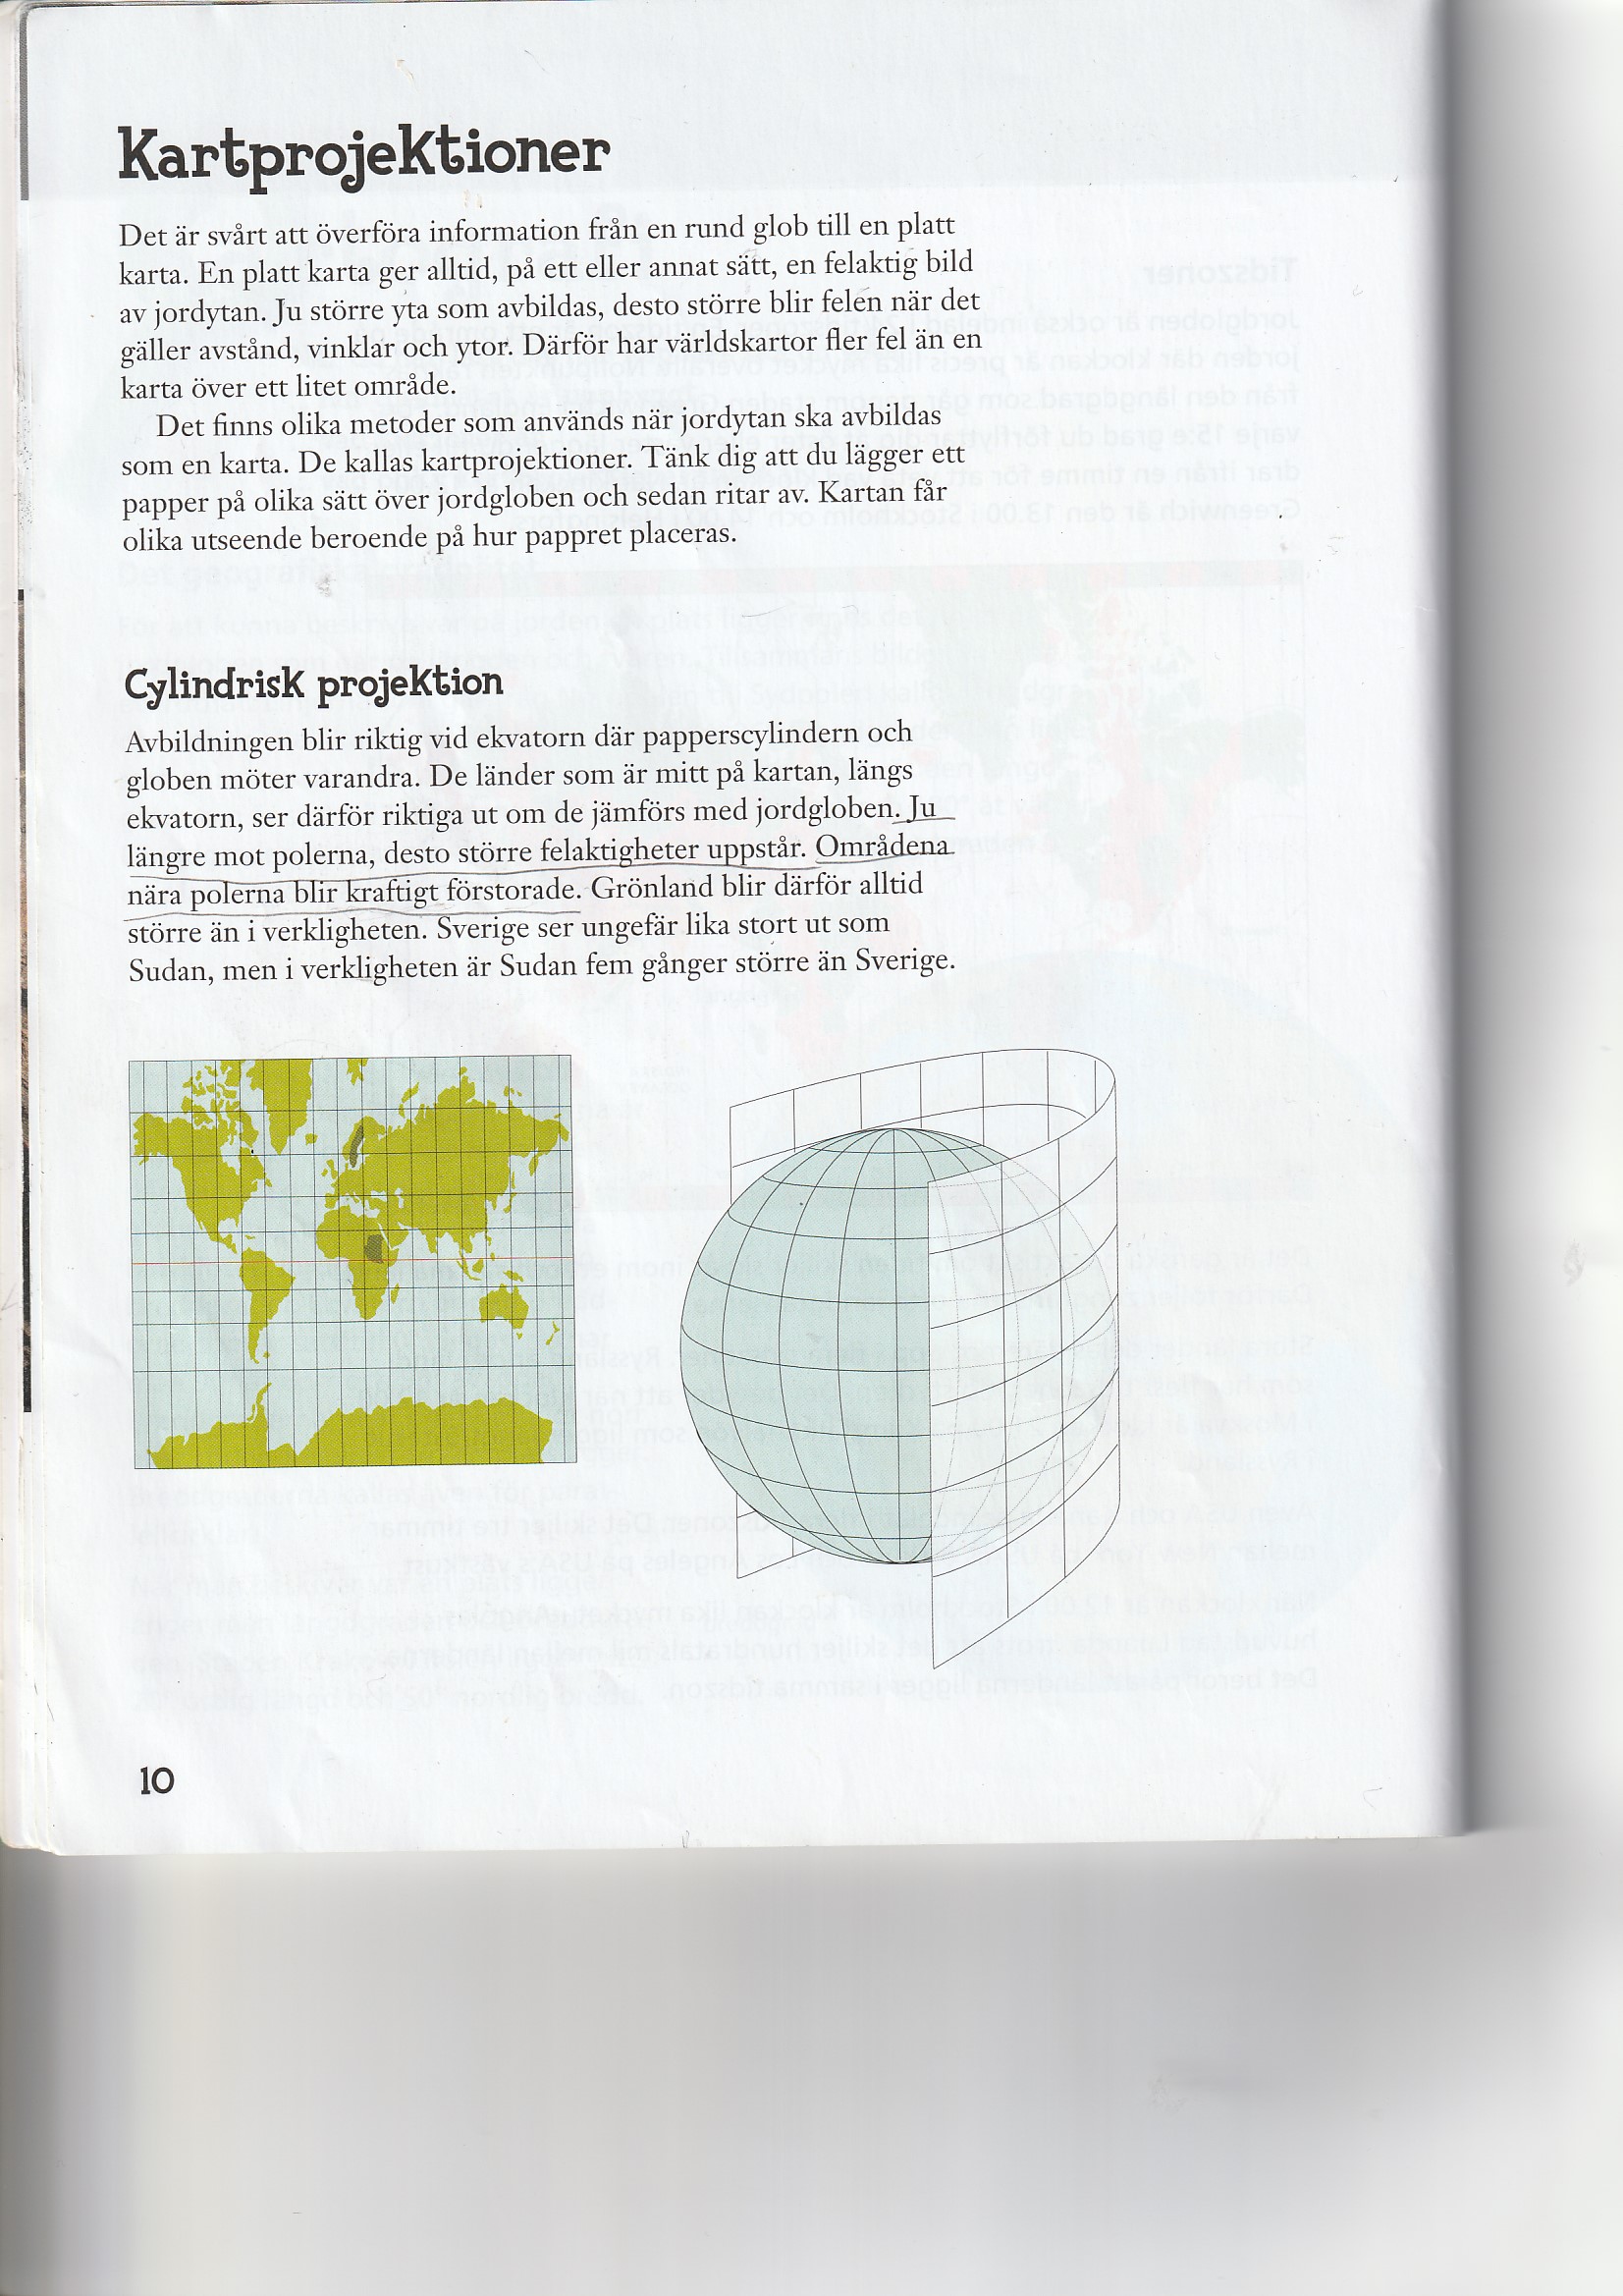 Kartprojektioner
Det är svårt att överföra information från en rund glob till en platt
karta. En platt karta ger alltid, på ett eller annat sätt, en felaktig bild
av jordytan. Ju större yta som avbildas, desto större blir felen när det
gäller avstånd, vinklar och ytor. Därför har världskartor fler fel än en
karta över ett litet område.
Det finns olika metoder som används när jordytan ska avbildas
som en karta. De kallas kartprojektioner. Tänk dig att du lägger ett
papper på olika sätt över jordgloben och sedan ritar av. Kartan får
olika utseende beroende på hur pappret placeras.
Cylindrisk projektion
Avbildningen blir riktig vid ekvatorn där papperscylindern och
globen möter varandra. De länder som är mitt på kartan, längs
ekvatorn, ser därför riktiga ut om de jämförs med jordgloben. Ju
längre mot polerna, desto större felaktigheter uppstår. Områdena
nära polerna blir kraftigt förstorade. Grönland blir därför alltid
större än i verkligheten. Sverige ser ungefär lika stort ut som
Sudan, men i verkligheten är Sudan fem gånger större än Sverige.
10